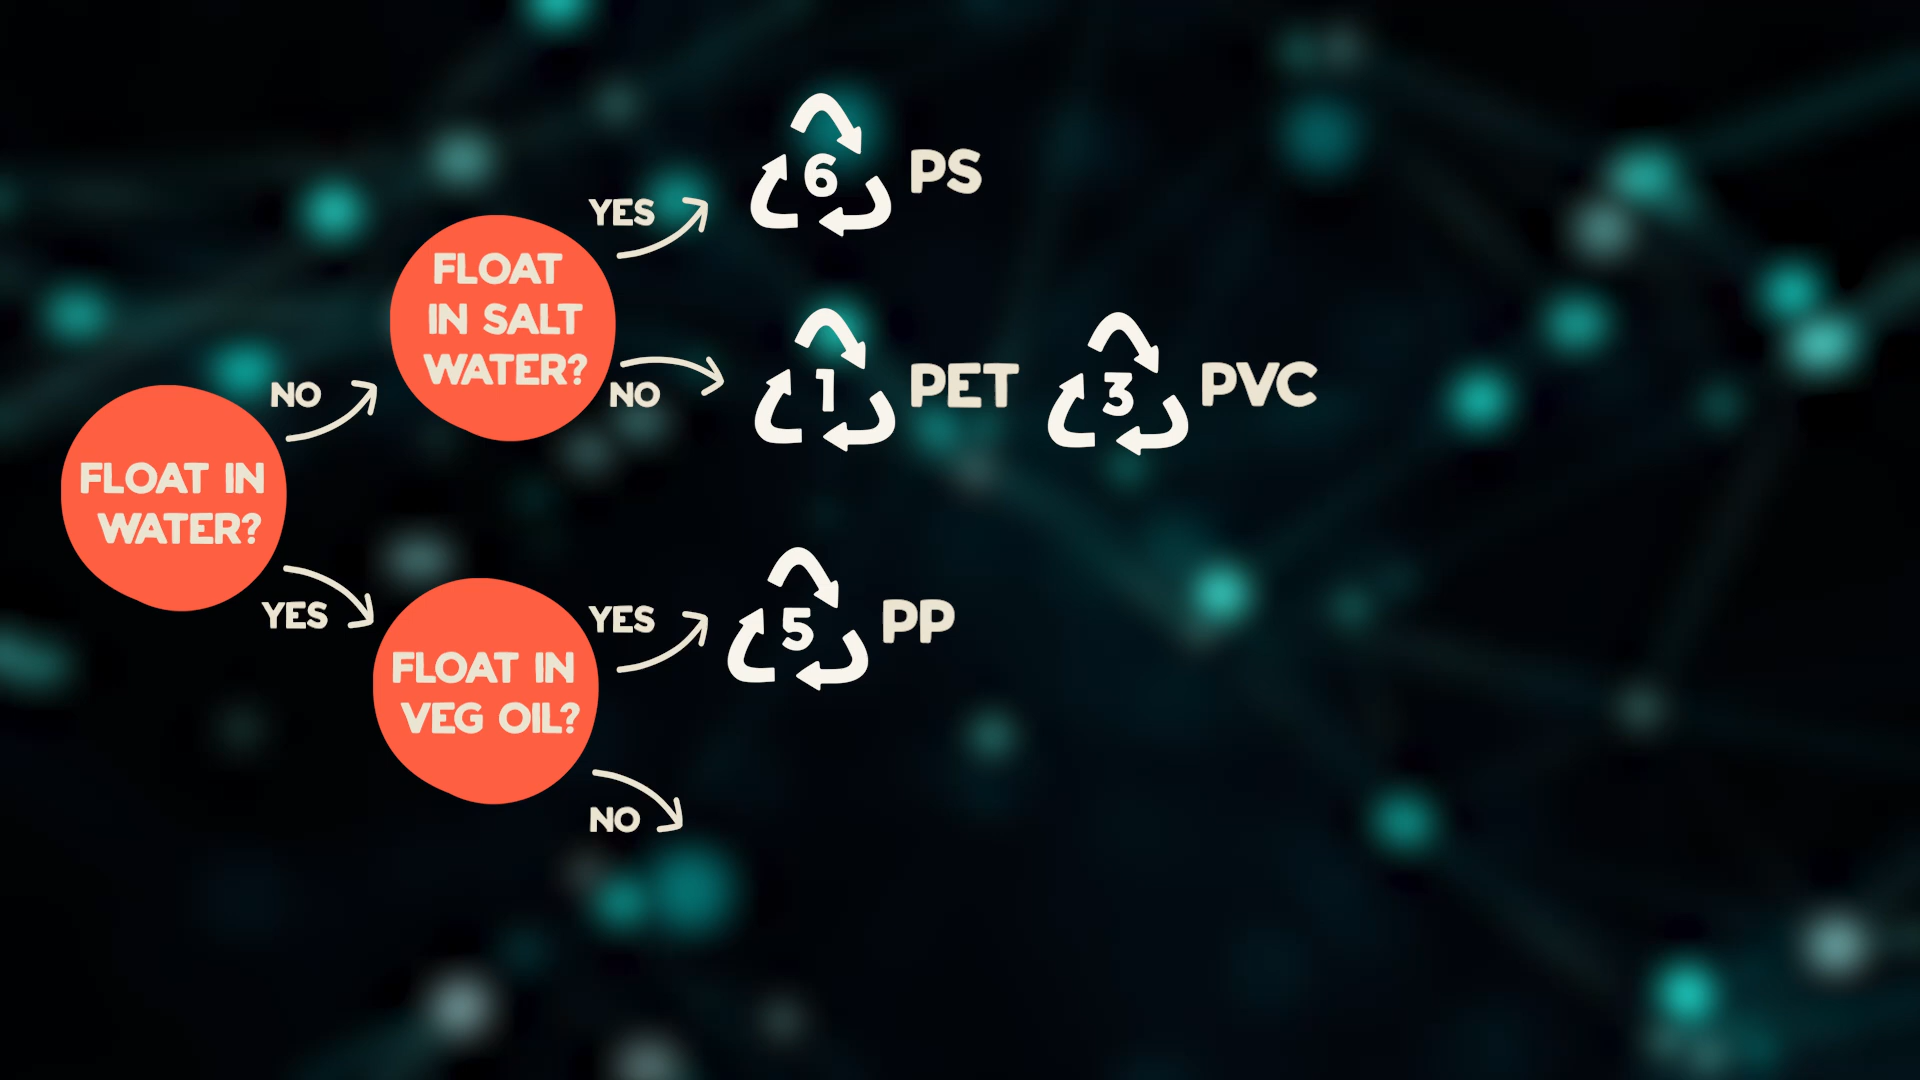 6 PS
YES
FLOAT
IN SALT
WATER?
NO
1 PET 3 PVC
NO
FLOAT IN
WATER?
YES
5 PP
YES
FLOAT IN
VEG OIL?
NO